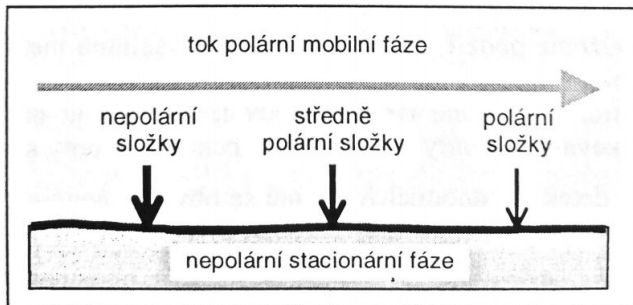 tok polární mobilní fáze
nepolární středně polární
složky polární složky složky
nepolární stacionární fáze